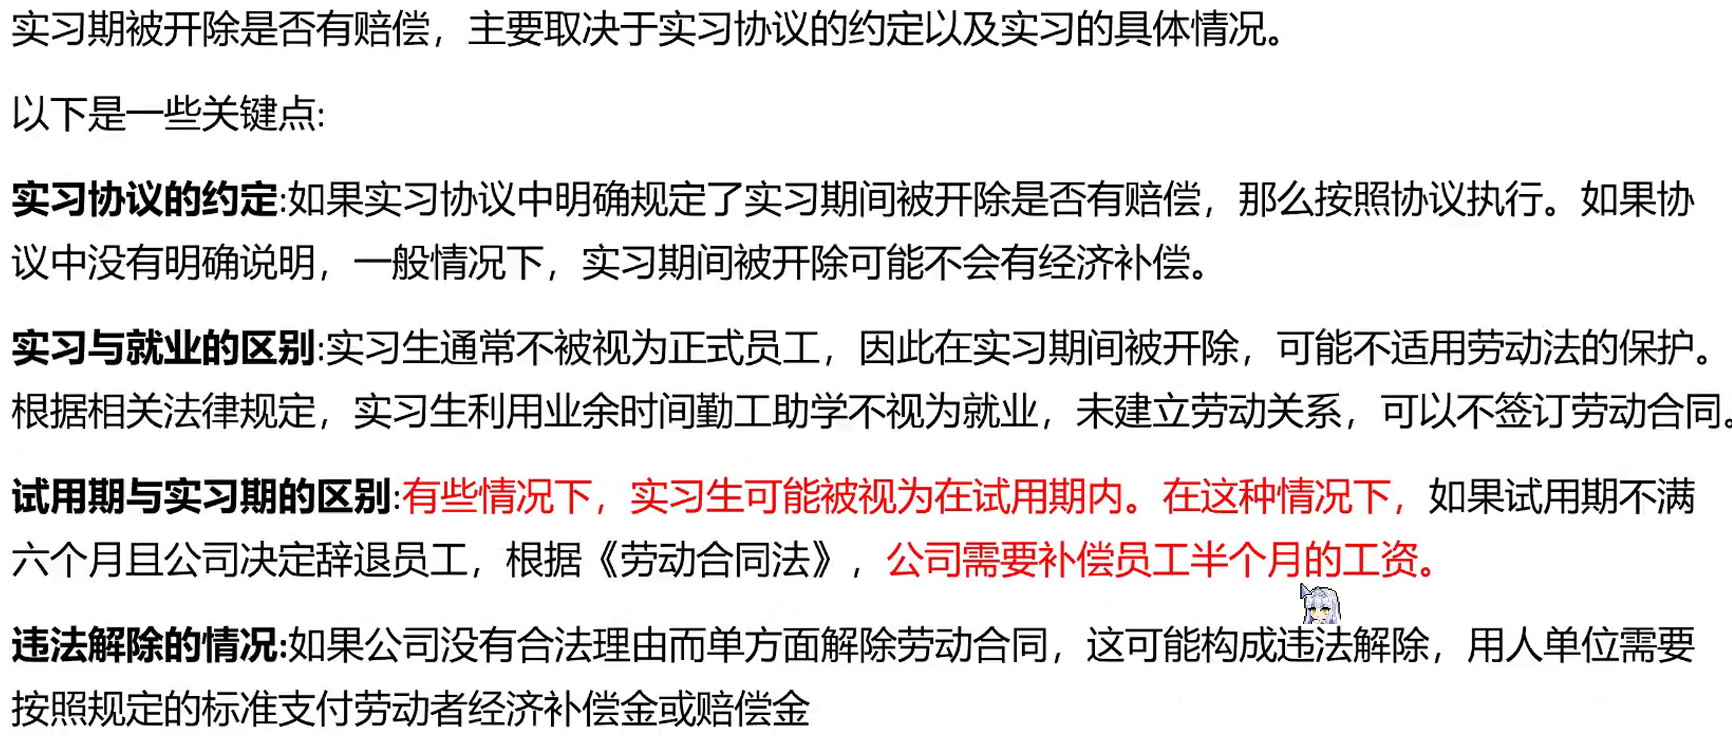 实习期被开除是否有赔偿，主要取决于实习协议的约定以及实习的具体情况。
以下是一些关键点:
实习协议的约定:如果实习协议中明确规定了实习期间被开除是否有赔偿，那么按照协议执行。如果协
议中没有明确说明，一般情况下，实习期间被开除可能不会有经济补偿。
实习与就业的区别:实习生通常不被视为正式员工，因此在实习期间被开除，可能不适用劳动法的保护。
根据相关法律规定，实习生利用业余时间勤工助学不视为就业，未建立劳动关系，可以不签订劳动合同。
试用期与实习期的区别:有些情况下，实习生可能被视为在试用期内。在这种情况下，如果试用期不满
六个月且公司决定辞退员工，根据《劳动合同法》，公司需要补偿员工半个月的工资。
违法解除的情况:如果公司没有合法理由而单方面解除劳动合同，这可能构成违法解除，用人单位需要
按照规定的标准支付劳动者经济补偿金或赔偿金